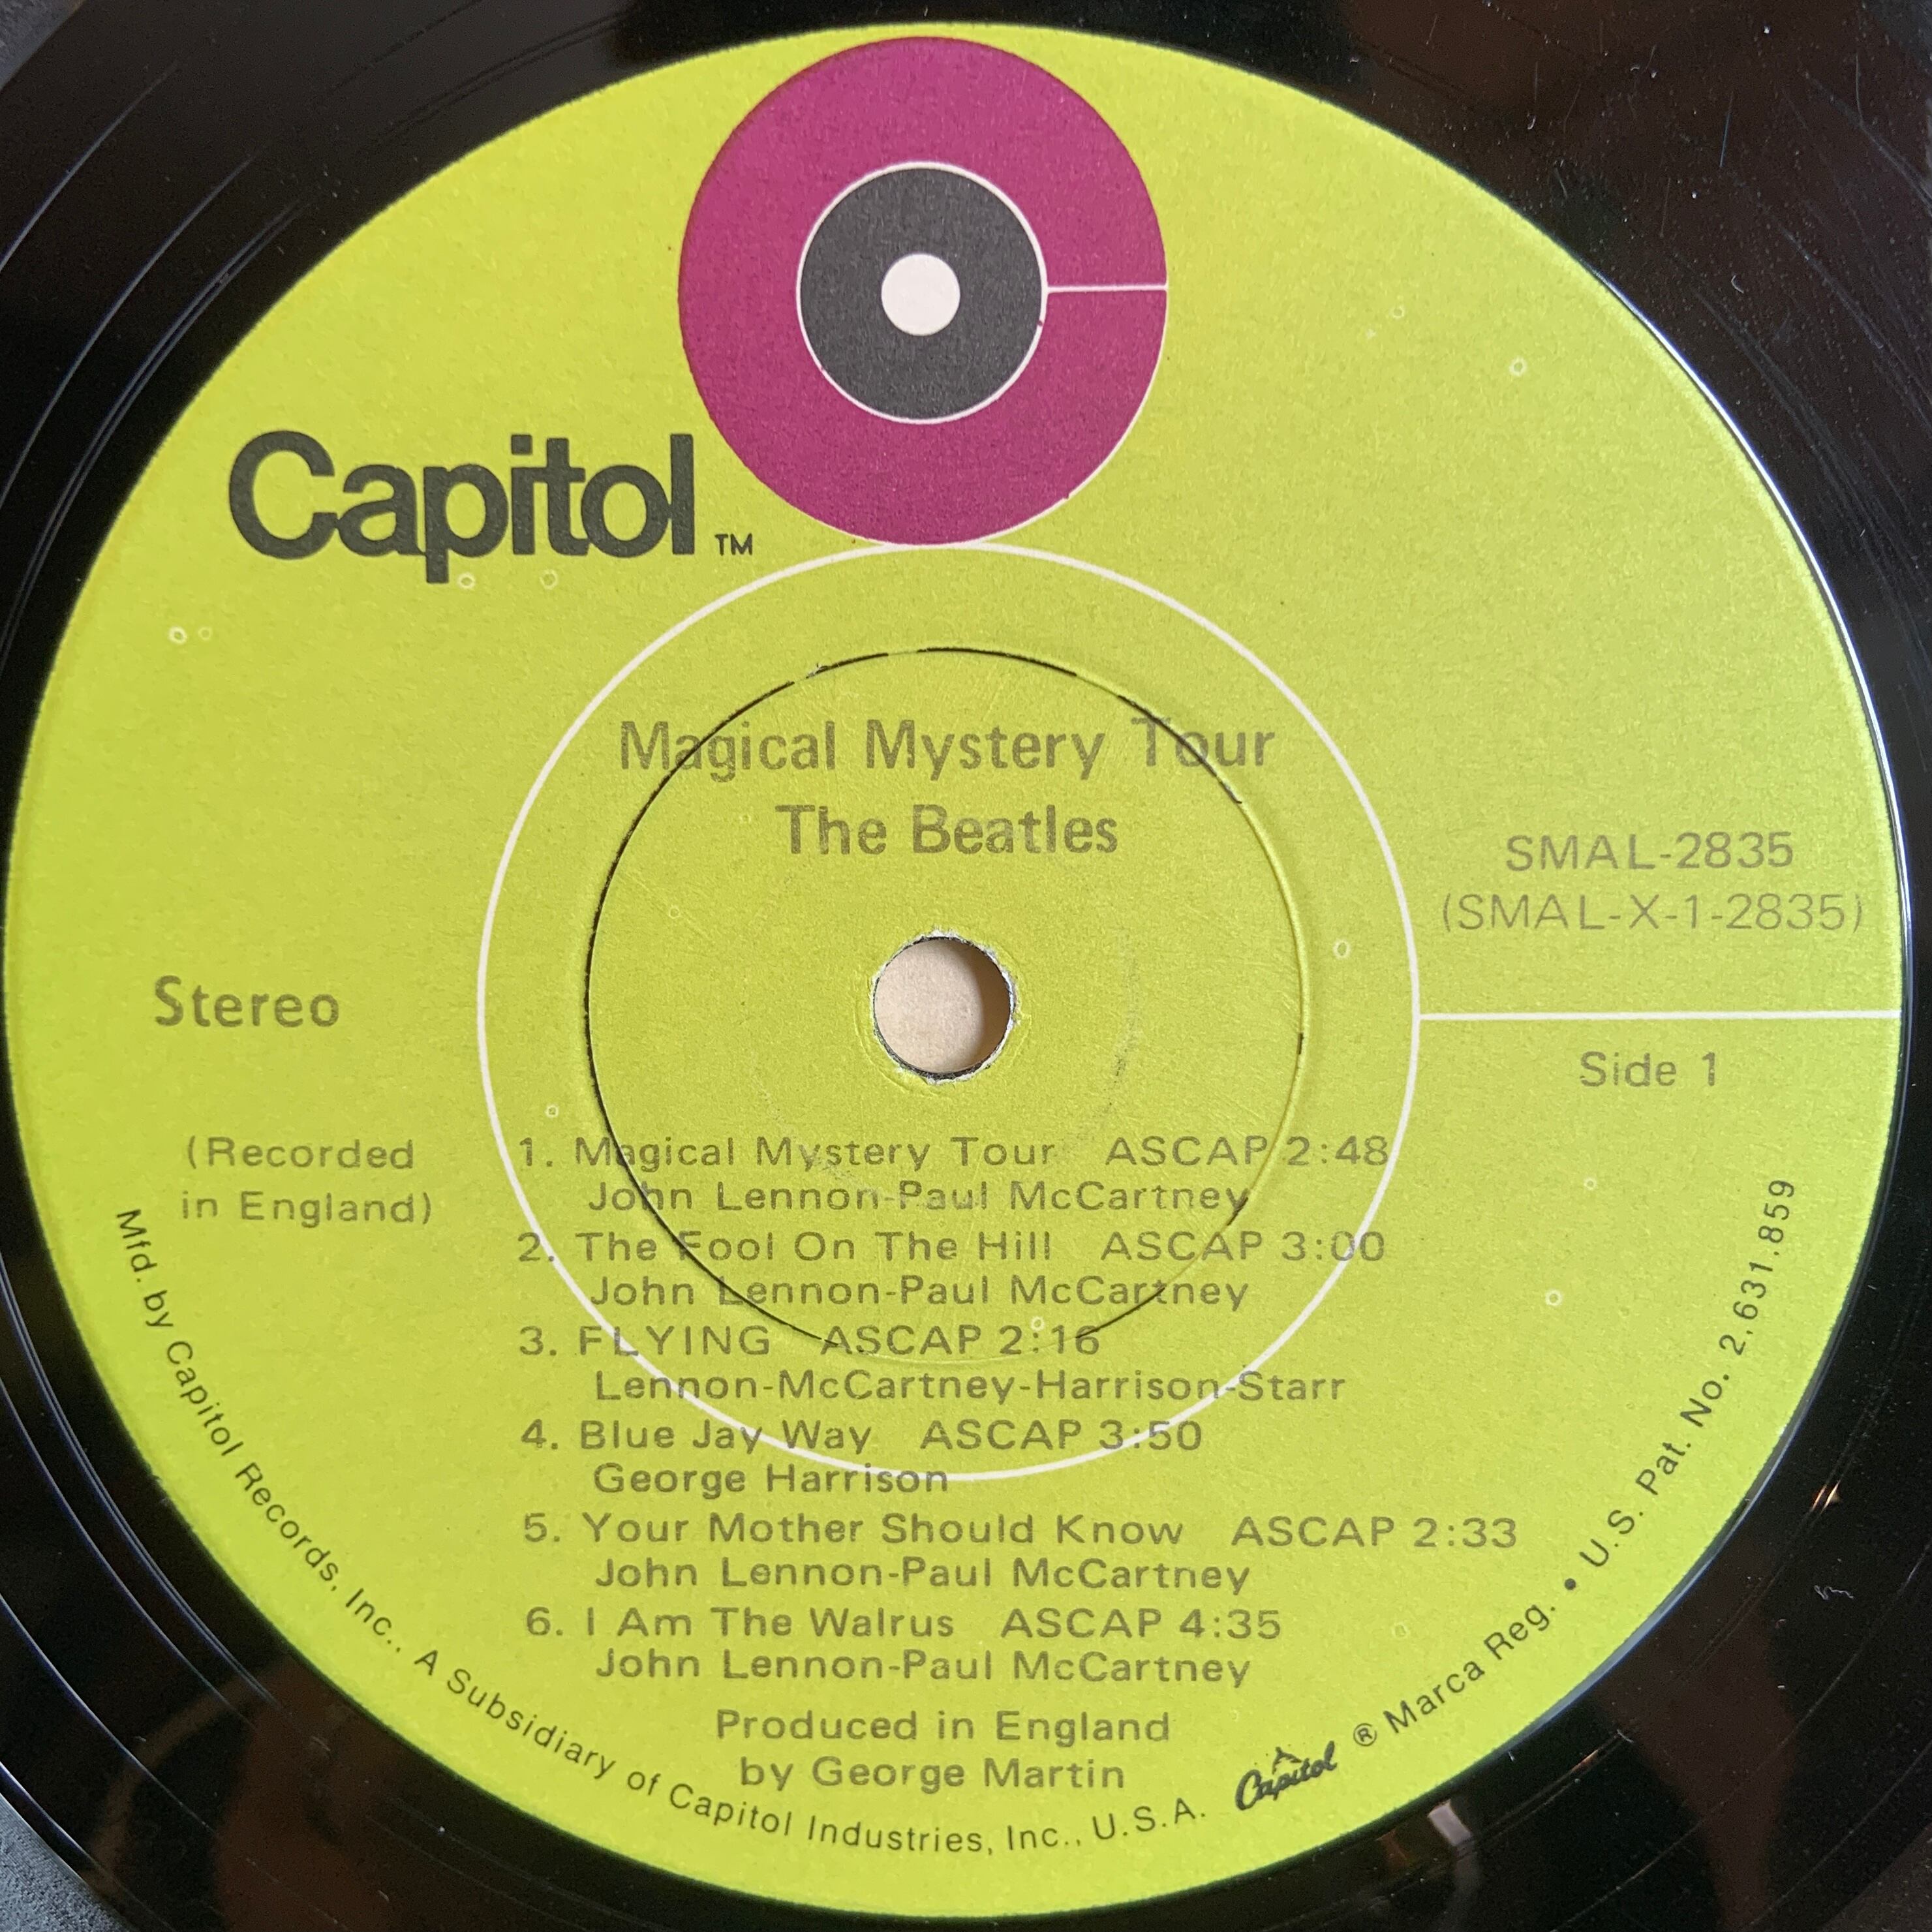 Capitol™
Magical Mystery Tour
The Beatles
SMAL-2835
(SMAL-X-1-2835)
Stereo
Side 1
(Recorded
in England)
1. Magical Mystery Tour ASCAP 2:48
John Lennon-Paul McCartney
2. The Fool On The Hill ASCAP 3:00
John Lennon-Paul McCartney
3. FLYING ASCAP 2:16
Lennon-McCartney-Harrison-Starr
4. Blue Jay Way ASCAP 3:50
George Harrison
5. Your Mother Should Know ASCAP 2:33
John Lennon-Paul McCartney
6. I Am The Walrus ASCAP 4:35
John Lennon-Paul McCartney
Produced in England
by George Martin
Mfd. by Capitol Records, Inc., A Subsidiary of Capitol Industries, Inc., U.S.A. Capitol ® Marca Reg. • U.S. Pat. No. 2,631,859